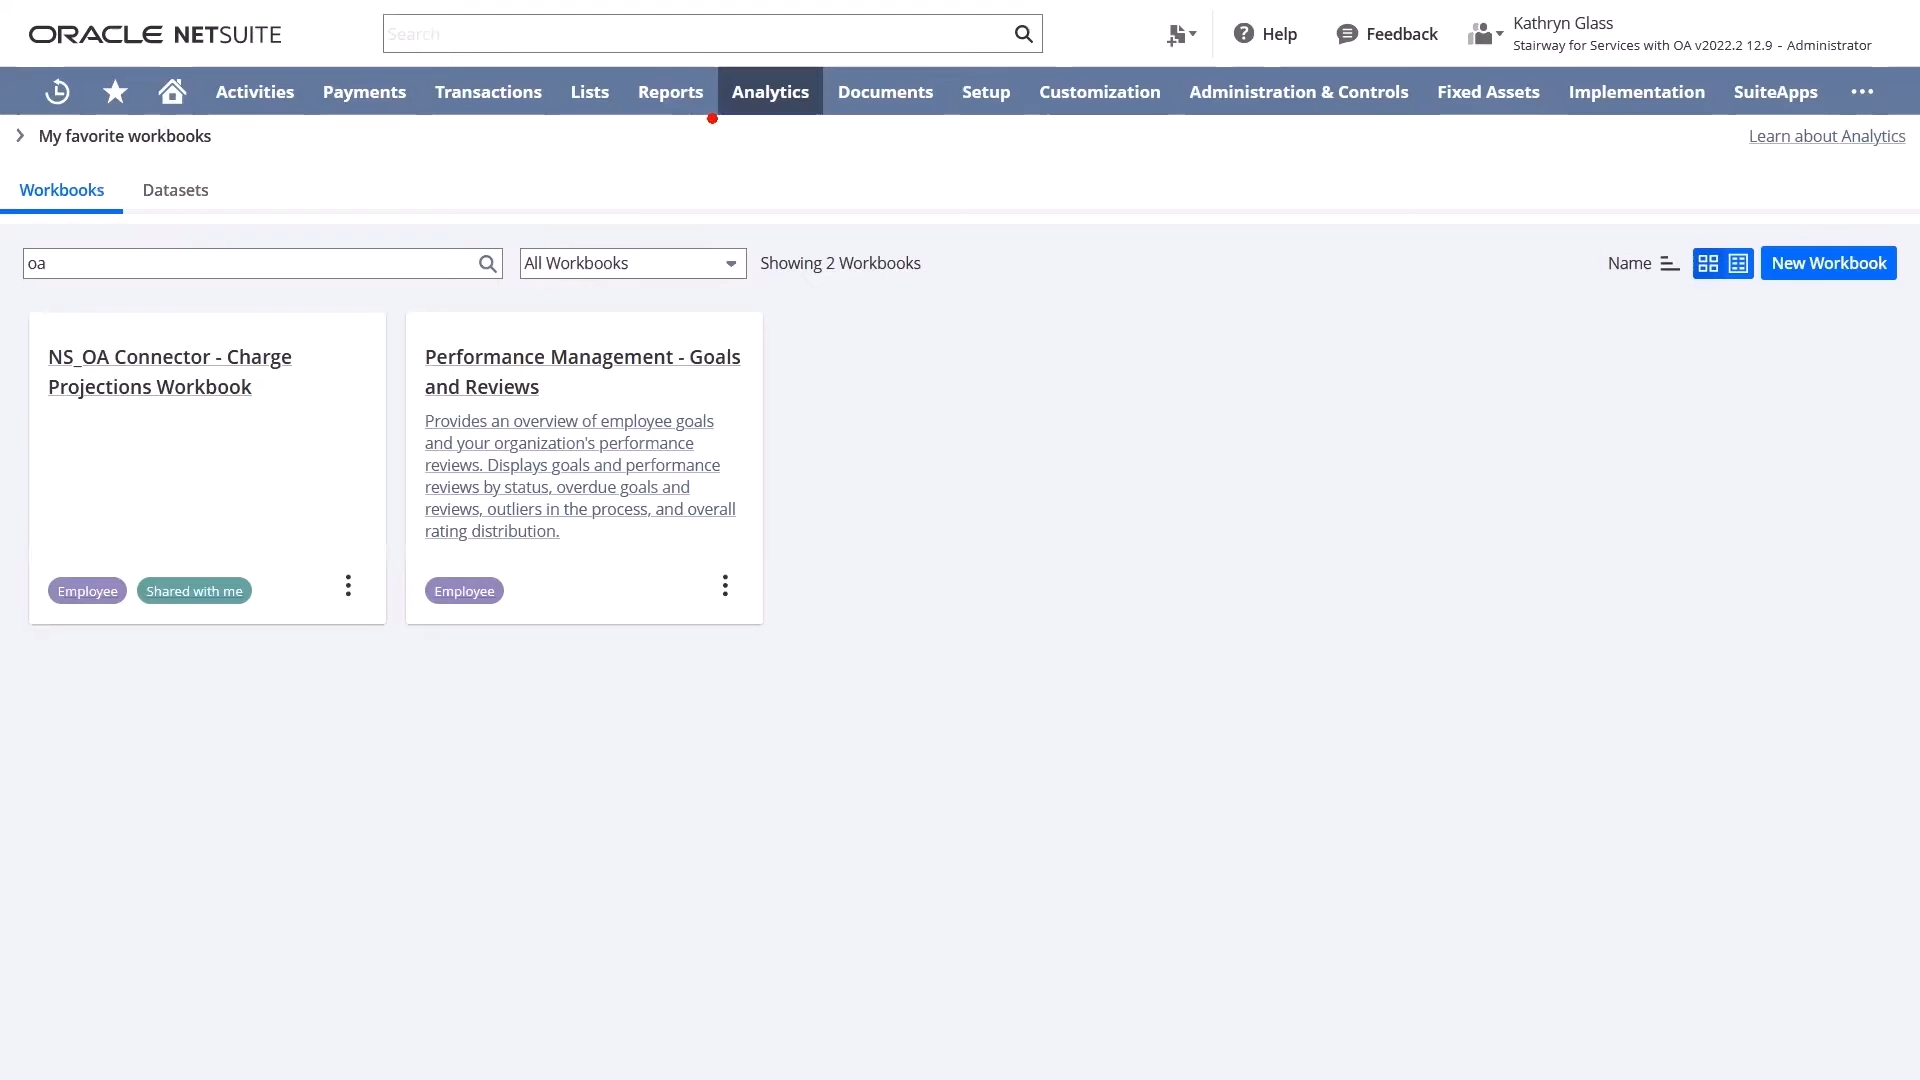 ORACLE NETSUITE
Search
Help
Feedback
Kathryn Glass
Stairway for Services with OA v2022.2 12.9 - Administrator
Activities
Payments
Transactions
Lists
Reports
Analytics
Documents
Setup
Customization
Administration & Controls
Fixed Assets
Implementation
SuiteApps
My favorite workbooks
Learn about Analytics
Workbooks
Datasets
oa
All Workbooks
Showing 2 Workbooks
Name
New Workbook
NS_OA Connector - Charge
Projections Workbook
Employee
Shared with me
Performance Management - Goals
and Reviews
Provides an overview of employee goals
and your organization's performance
reviews. Displays goals and performance
reviews by status, overdue goals and
reviews, outliers in the process, and overall
rating distribution.
Employee